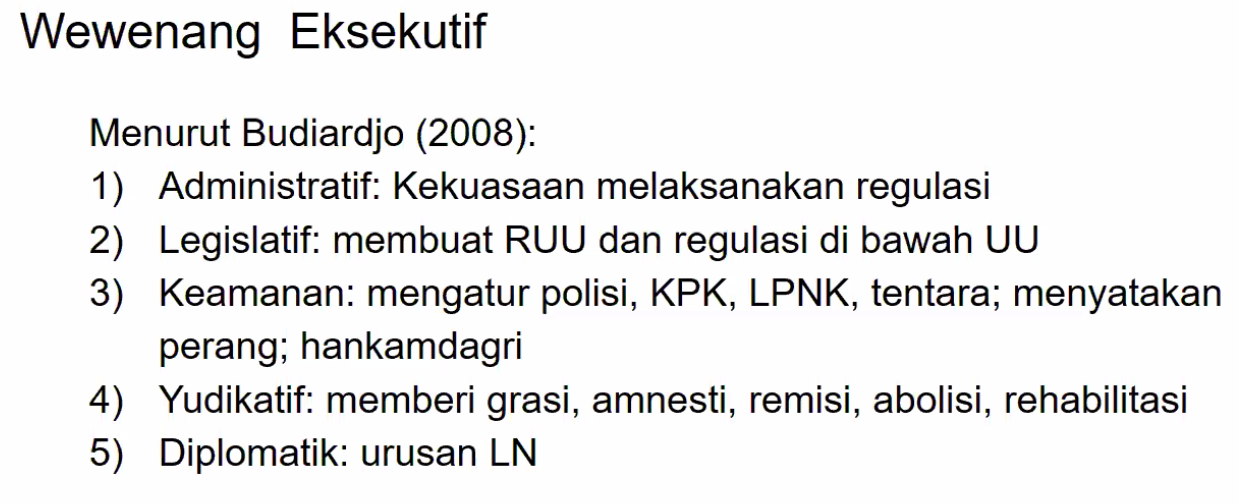 Wewenang Eksekutif
Menurut Budiardjo (2008):
1) Administratif: Kekuasaan melaksanakan regulasi
2) Legislatif: membuat RUU dan regulasi di bawah UU
3) Keamanan: mengatur polisi, KPK, LPNK, tentara; menyatakan
perang; hankamdagri
4) Yudikatif: memberi grasi, amnesti, remisi, abolisi, rehabilitasi
5) Diplomatik: urusan LN